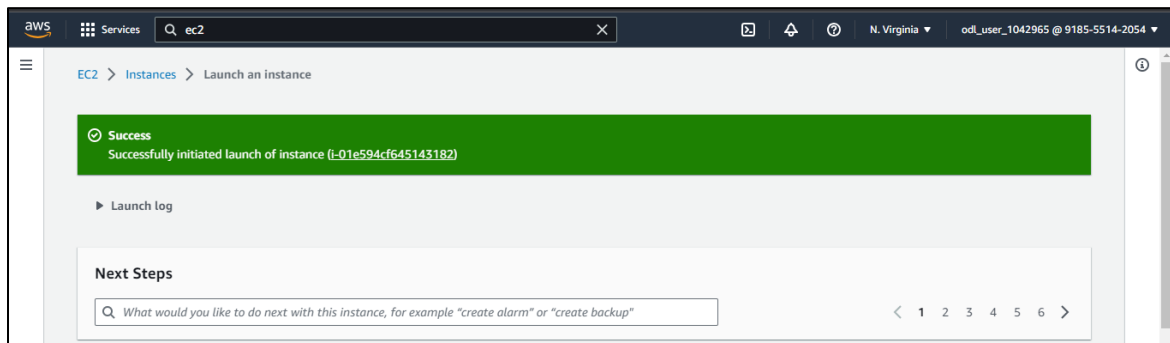 aws Services ec2 N. Virginia odl_user_1042965 @ 9185-5514-2054
EC2 > Instances > Launch an instance
Success
Successfully initiated launch of instance (i-01e594cf645143182)
Launch log
Next Steps
What would you like to do next with this instance, for example "create alarm" or "create backup" < 1 2 3 4 5 6 >